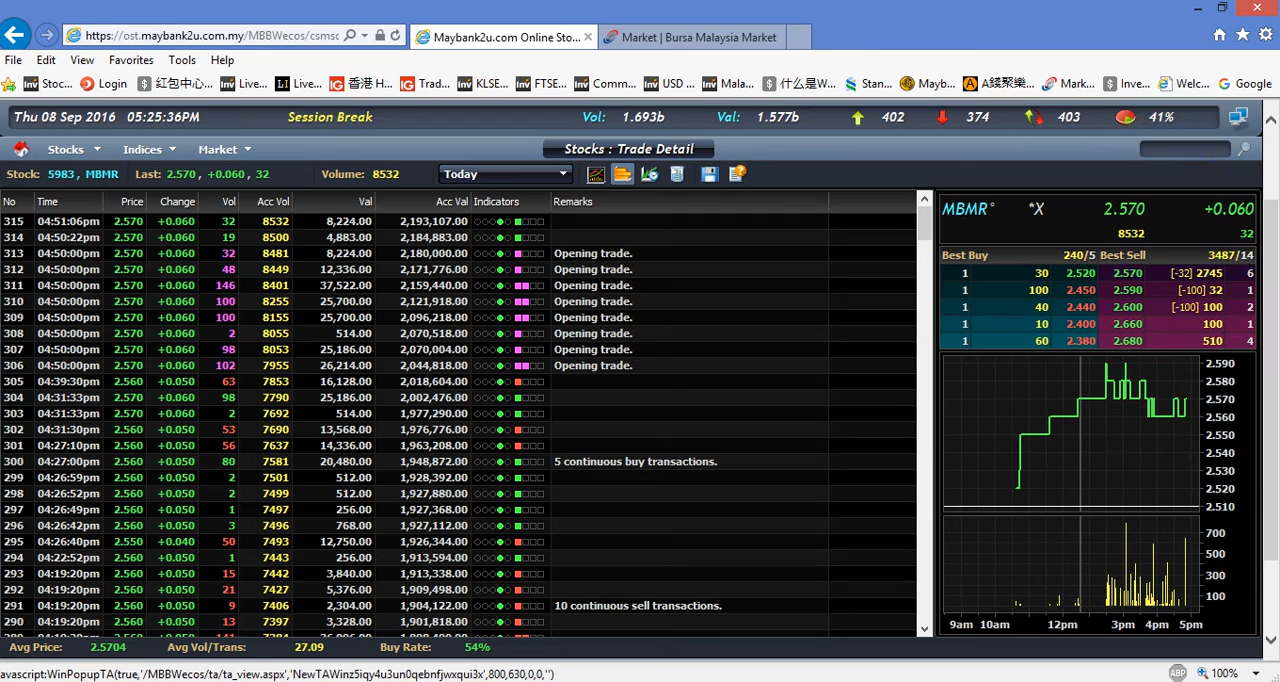 https://ost.maybank2u.com.my/MBBWecos/csmsc
Maybank2u.com Online Sto...
Market | Bursa Malaysia Market
File Edit View Favorites Tools Help
Stoc... Login 红包中心... Live... Live... 香港 H... Trad... KLSE... FTSE... Comm... USD ... Mala... 什么是W... Stan... Mayb... A錢聚樂... Mark... Inve... Welc... Google
Thu 08 Sep 2016 05:25:36PM Session Break Vol: 1.693b Val: 1.577b 402 374 403 41%
Stocks Indices Market Stocks : Trade Detail
Stock: 5983, MBMR Last: 2.570, +0.060, 32 Volume: 8532 Today
No Time Price Change Vol Acc Vol Val Acc Val Indicators Remarks
315 04:51:06pm 2.570 +0.060 32 8532 8,224.00 2,193,107.00
314 04:50:22pm 2.570 +0.060 19 8500 4,883.00 2,184,883.00
313 04:50:00pm 2.570 +0.060 32 8481 8,224.00 2,180,000.00 Opening trade.
312 04:50:00pm 2.570 +0.060 48 8449 12,336.00 2,171,776.00 Opening trade.
311 04:50:00pm 2.570 +0.060 146 8401 37,522.00 2,159,440.00 Opening trade.
310 04:50:00pm 2.570 +0.060 100 8255 25,700.00 2,121,918.00 Opening trade.
309 04:50:00pm 2.570 +0.060 100 8155 25,700.00 2,096,218.00 Opening trade.
308 04:50:00pm 2.570 +0.060 2 8055 514.00 2,070,518.00 Opening trade.
307 04:50:00pm 2.570 +0.060 98 8053 25,186.00 2,070,004.00 Opening trade.
306 04:50:00pm 2.570 +0.060 102 7955 26,214.00 2,044,818.00 Opening trade.
305 04:39:30pm 2.560 +0.050 63 7853 16,128.00 2,018,604.00
304 04:31:33pm 2.570 +0.060 98 7790 25,186.00 2,002,476.00
303 04:31:33pm 2.570 +0.060 2 7692 514.00 1,977,290.00
302 04:31:30pm 2.560 +0.050 53 7690 13,568.00 1,976,776.00
301 04:27:10pm 2.560 +0.050 56 7637 14,336.00 1,963,208.00
300 04:27:00pm 2.560 +0.050 80 7581 20,480.00 1,948,872.00 5 continuous buy transactions.
299 04:26:59pm 2.560 +0.050 2 7501 512.00 1,928,392.00
298 04:26:52pm 2.560 +0.050 2 7499 512.00 1,927,880.00
297 04:26:49pm 2.560 +0.050 1 7497 256.00 1,927,368.00
296 04:26:42pm 2.560 +0.050 3 7496 768.00 1,927,112.00
295 04:26:40pm 2.550 +0.040 50 7493 12,750.00 1,926,344.00
294 04:22:52pm 2.560 +0.050 1 7443 256.00 1,913,594.00
293 04:19:20pm 2.560 +0.050 15 7442 3,840.00 1,913,338.00
292 04:19:20pm 2.560 +0.050 21 7427 5,376.00 1,909,498.00
291 04:19:20pm 2.560 +0.050 9 7406 2,304.00 1,904,122.00 10 continuous sell transactions.
290 04:19:20pm 2.560 +0.050 13 7397 3,328.00 1,901,818.00
Avg Price: 2.5704 Avg Vol/Trans: 27.09 Buy Rate: 54%
MBMR° *X 2.570 +0.060
8532 32
Best Buy 240/5 Best Sell 3487/14
1 30 2.520 2.570 [-32] 2745 6
1 100 2.450 2.590 [-100] 32 1
1 40 2.440 2.600 [-100] 100 2
1 10 2.400 2.660 100 1
1 60 2.380 2.680 510 4
2.590
2.580
2.570
2.560
2.550
2.540
2.530
2.520
2.510
700
500
300
100
9am 10am 12pm 3pm 4pm 5pm
avascript:WinPopupTA(true,'/MBBWecos/ta/ta_view.aspx','NewTAWinz5iqy4u3un0qebnfjwxqui3x',800,630,0,0,'')
ABP 100%